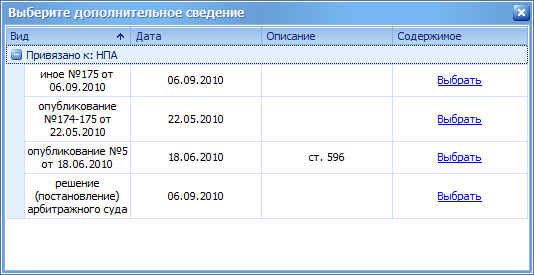 Выберите дополнительное сведение
Вид Дата Описание Содержимое
Привязано к: НПА
иное №175 от
06.09.2010 06.09.2010 Выбрать
опубликование
№174-175 от 22.05.2010 Выбрать
22.05.2010
опубликование №5 18.06.2010 ст. 596 Выбрать
от 18.06.2010
решение
(постановление) 06.09.2010 Выбрать
арбитражного суда